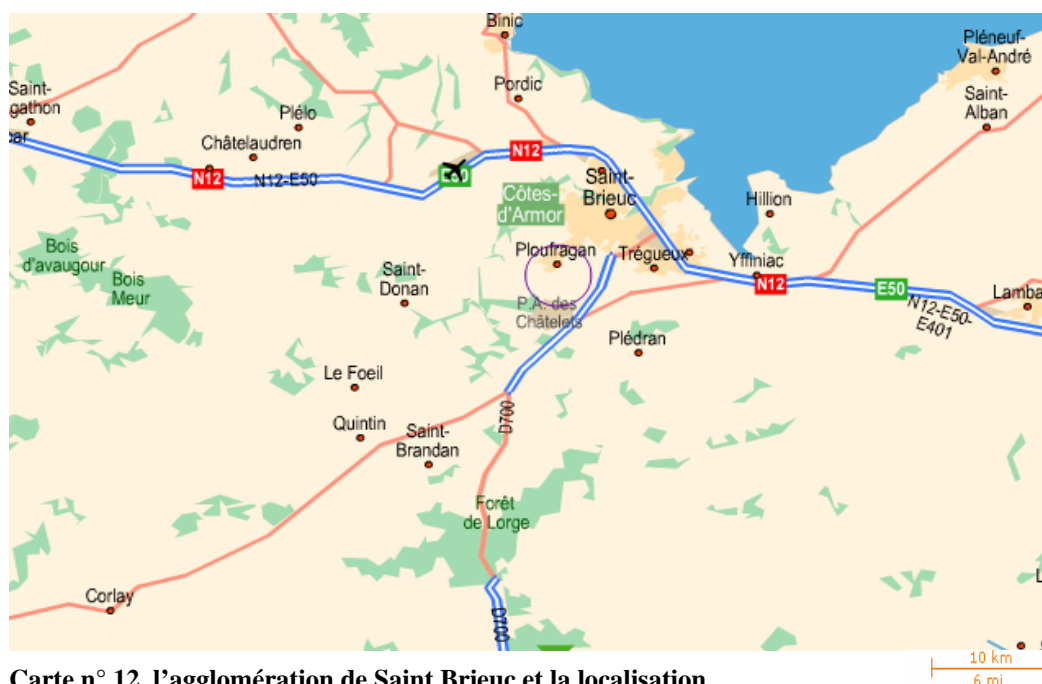 Binic
Pléneuf-
Val-André
Saint-
gathon
Pordic
Saint-
Alban
Plélo
Châtelaudren
N12
N12
N12-E50
E50
Saint-
Brieuc
Côtes-
d'Armor
Hillion
Ploufragan
Trégueux
Yffiniac
N12
E50
N12-E50-
E401
Lamba
Bois
d'avaugour
Bois
Meur
Saint-
Donan
P.A. des
Châtelets
Plédran
Le Foeil
D700
Quintin
Saint-
Brandan
Forêt
de Lorge
Corlay
D700
10 km
6 mi
Carte n° 12 l'agglomération de Saint Brieuc et la localisation